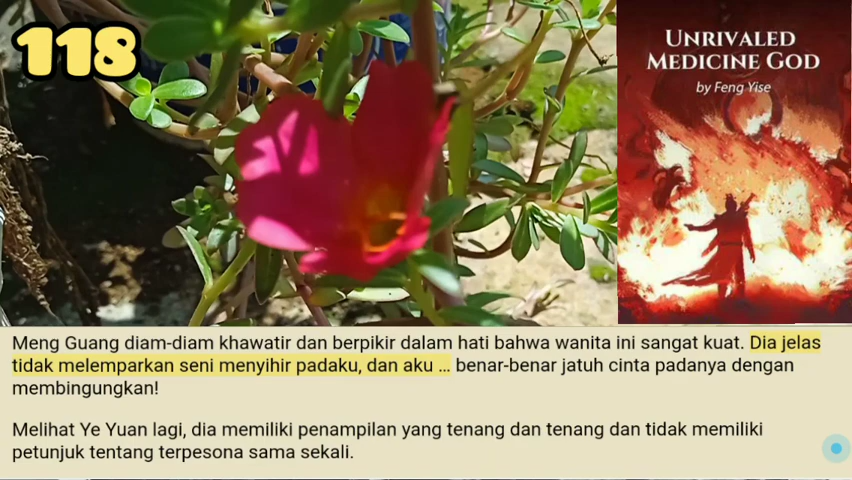 118
UNRIVALED
MEDICINE GOD
by Feng Yise
Meng Guang diam-diam khawatir dan berpikir dalam hati bahwa wanita ini sangat kuat. Dia jelas
tidak melemparkan seni menyihir padaku, dan aku ... benar-benar jatuh cinta padanya dengan
membingungkan!
Melihat Ye Yuan lagi, dia memiliki penampilan yang tenang dan tenang dan tidak memiliki
petunjuk tentang terpesona sama sekali.